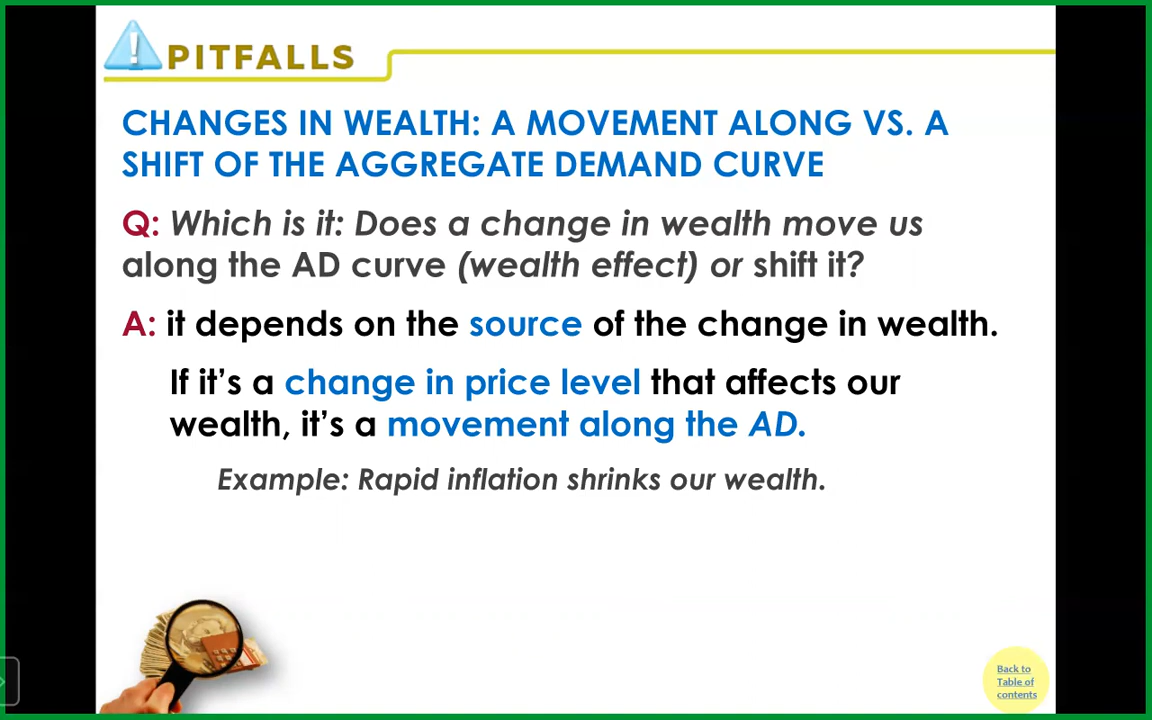 PITFALLS
CHANGES IN WEALTH: A MOVEMENT ALONG VS. A
SHIFT OF THE AGGREGATE DEMAND CURVE
Q: Which is it: Does a change in wealth move us
along the AD curve (wealth effect) or shift it?
A: it depends on the source of the change in wealth.
If it's a change in price level that affects our
wealth, it's a movement along the AD.
Example: Rapid inflation shrinks our wealth.
Back to
Table of
contents